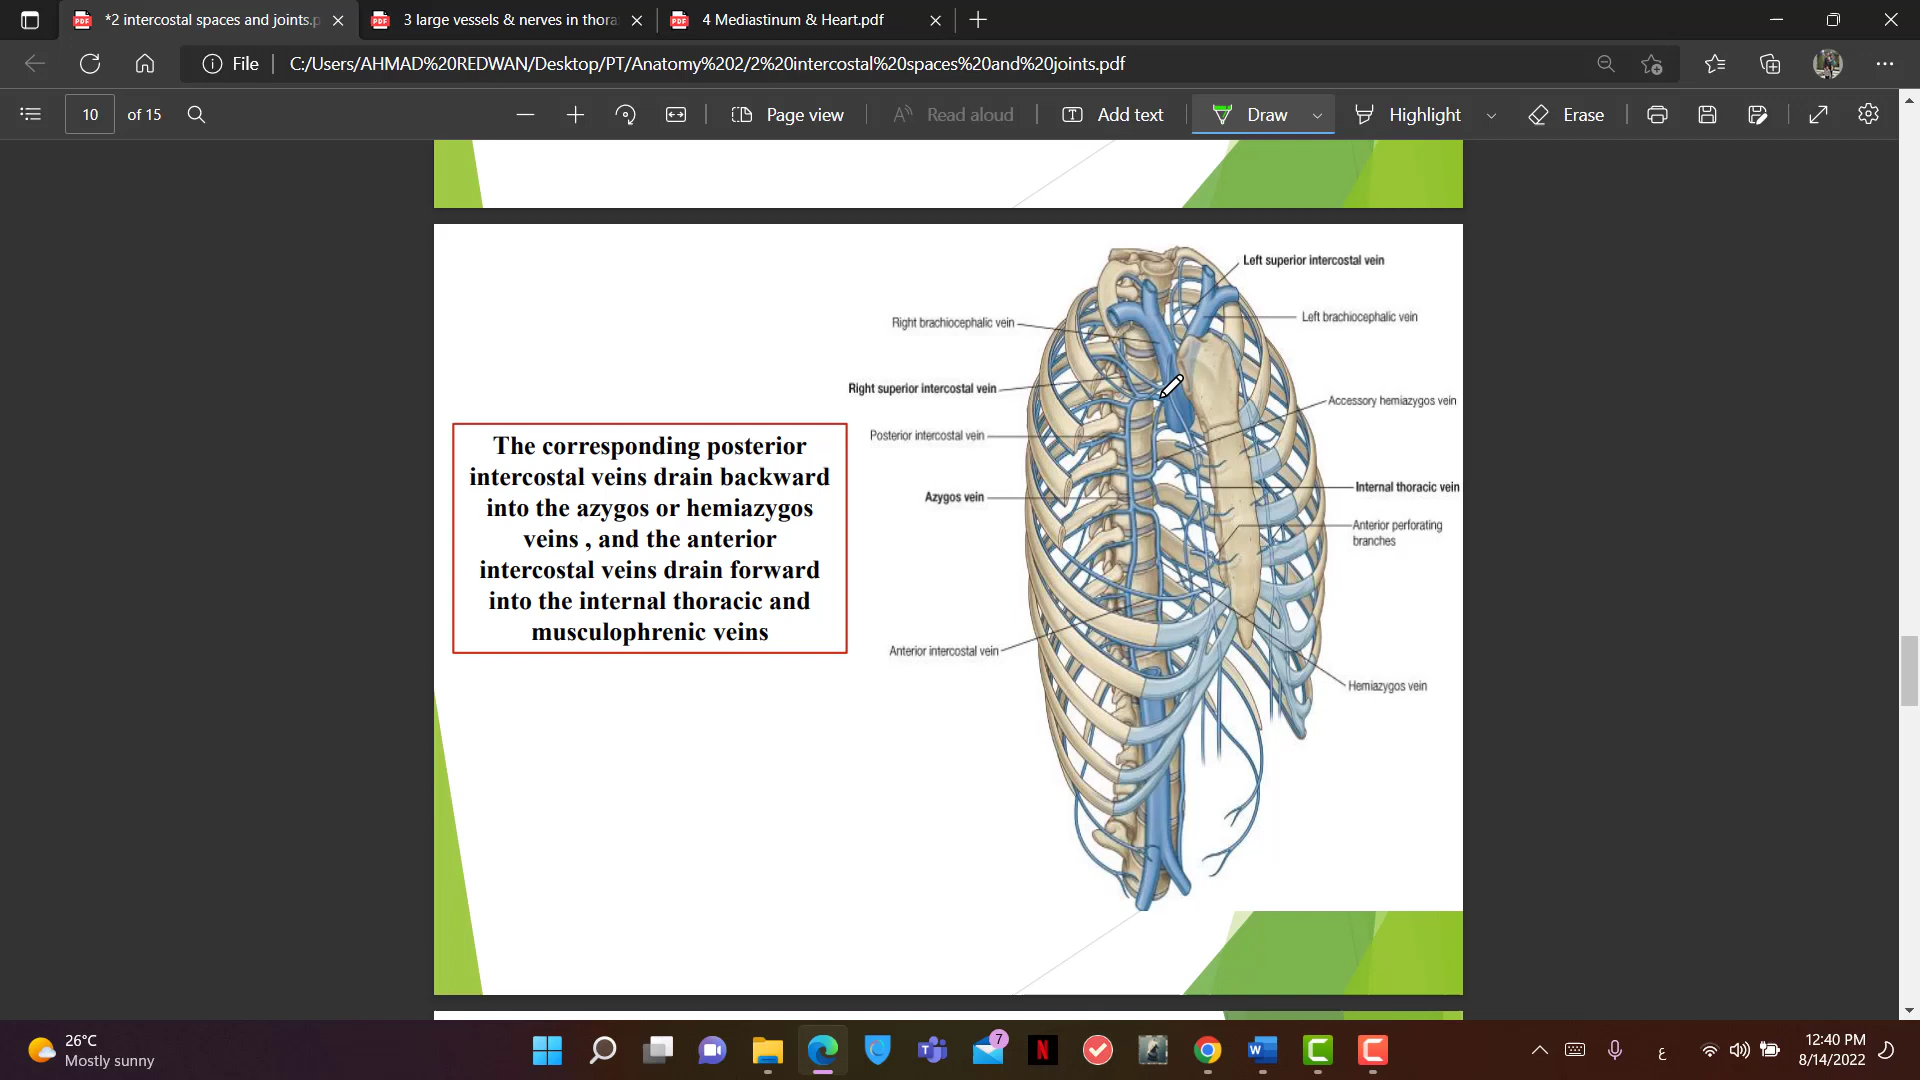 *2 intercostal spaces and joints.p
3 large vessels & nerves in thora
4 Mediastinum & Heart.pdf
File
C:/Users/AHMAD%20REDWAN/Desktop/PT/Anatomy%202/2%20intercostal%20spaces%20and%20joints.pdf
10 of 15
Page view
Read aloud
Add text
Draw
Highlight
Erase
Left superior intercostal vein
Right brachiocephalic vein
Left brachiocephalic vein
Right superior intercostal vein
Accessory hemiazygos vein
Posterior intercostal vein
Azygos vein
Internal thoracic vein
Anterior perforating
branches
Anterior intercostal vein
Hemiazygos vein
The corresponding posterior
intercostal veins drain backward
into the azygos or hemiazygos
veins , and the anterior
intercostal veins drain forward
into the internal thoracic and
musculophrenic veins
26°C
Mostly sunny
7
ع
12:40 PM
8/14/2022